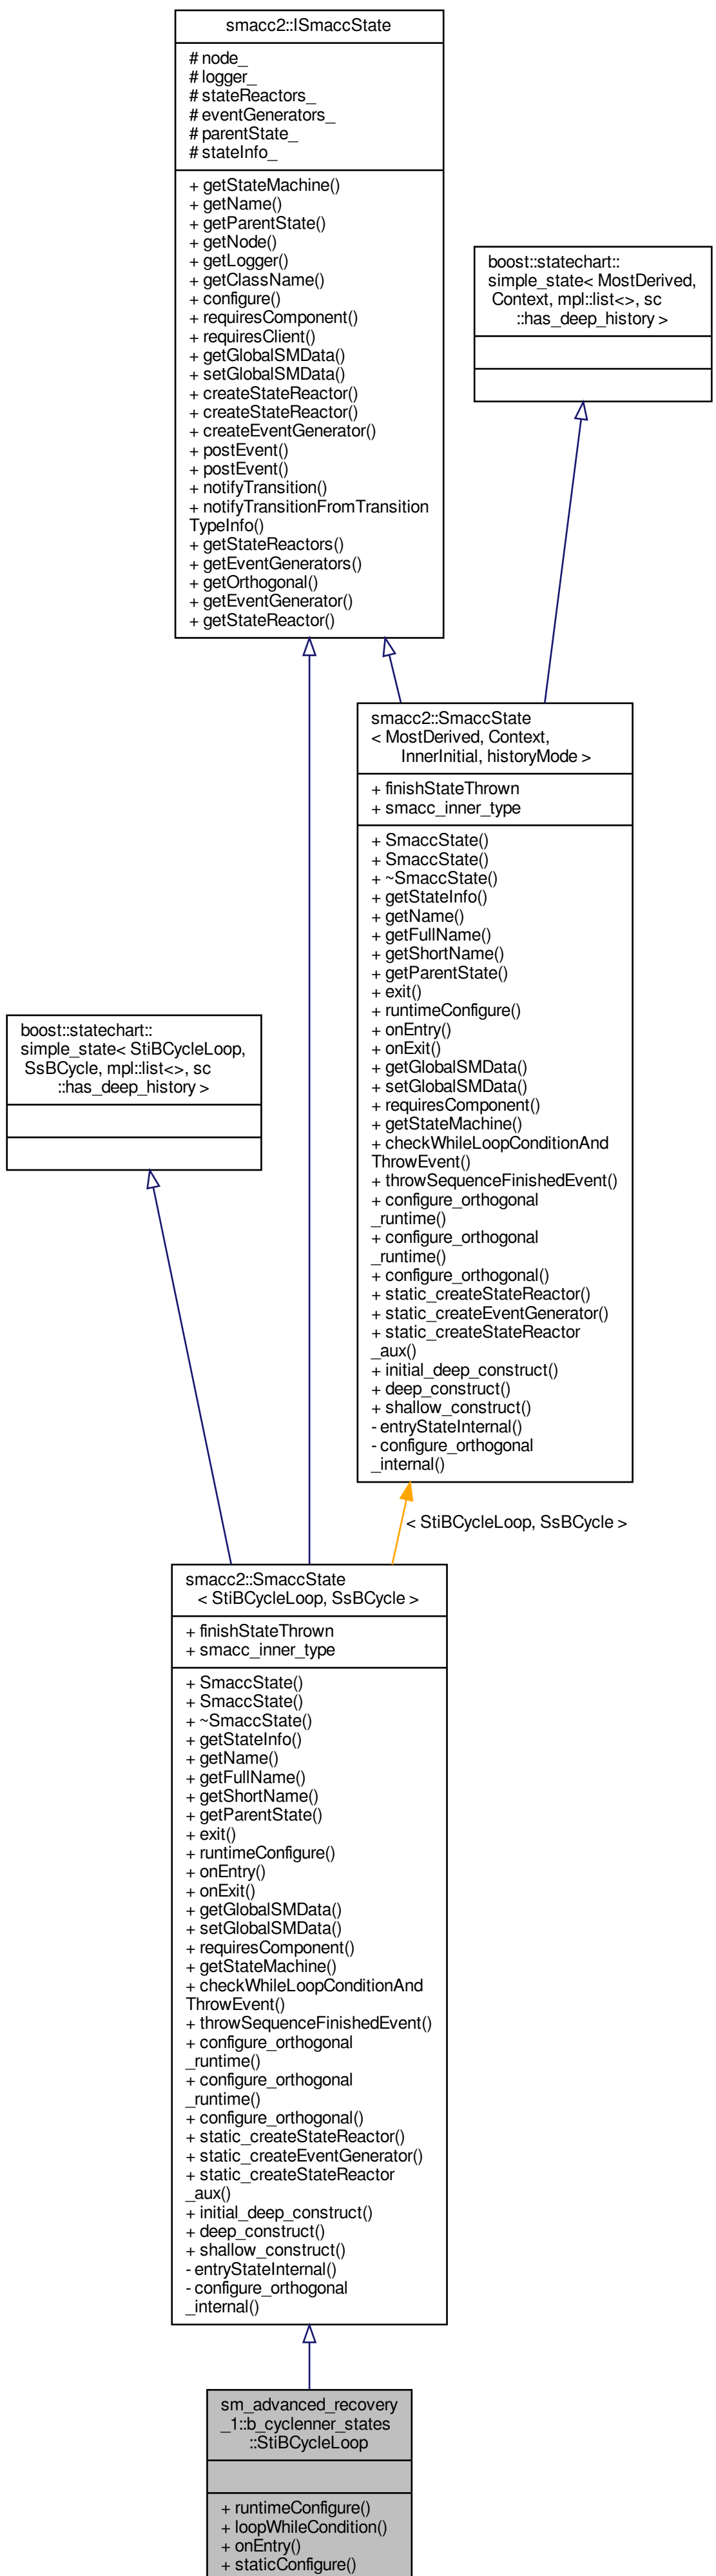 smacc2::ISmaccState
# node_
# logger_
# stateReactors_
# eventGenerators_
# parentState_
# stateInfo_
+ getStateMachine()
+ getName()
+ getParentState()
+ getNode()
+ getLogger()
+ getClassName()
+ configure()
+ requiresComponent()
+ requiresClient()
+ getGlobalSMData()
+ setGlobalSMData()
+ createStateReactor()
+ createStateReactor()
+ createEventGenerator()
+ postEvent()
+ postEvent()
+ notifyTransition()
+ notifyTransitionFromTransition
TypeInfo()
+ getStateReactors()
+ getEventGenerators()
+ getOrthogonal()
+ getEventGenerator()
+ getStateReactor()
boost::statechart::
simple_state< MostDerived,
Context, mpl::list<>, sc
::has_deep_history >
smacc2::SmaccState
< MostDerived, Context,
InnerInitial, historyMode >
+ finishStateThrown
+ smacc_inner_type
+ SmaccState()
+ SmaccState()
+ ~SmaccState()
+ getStateInfo()
+ getName()
+ getFullName()
+ getShortName()
+ getParentState()
+ exit()
+ runtimeConfigure()
+ onEntry()
+ onExit()
+ getGlobalSMData()
+ setGlobalSMData()
+ requiresComponent()
+ getStateMachine()
+ checkWhileLoopConditionAnd
ThrowEvent()
+ throwSequenceFinishedEvent()
+ configure_orthogonal
_runtime()
+ configure_orthogonal
_runtime()
+ configure_orthogonal()
+ static_createStateReactor()
+ static_createEventGenerator()
+ static_createStateReactor
_aux()
+ initial_deep_construct()
+ deep_construct()
+ shallow_construct()
- entryStateInternal()
- configure_orthogonal
_internal()
boost::statechart::
simple_state< StiBCycleLoop,
SsBCycle, mpl::list<>, sc
::has_deep_history >
< StiBCycleLoop, SsBCycle >
smacc2::SmaccState
< StiBCycleLoop, SsBCycle >
+ finishStateThrown
+ smacc_inner_type
+ SmaccState()
+ SmaccState()
+ ~SmaccState()
+ getStateInfo()
+ getName()
+ getFullName()
+ getShortName()
+ getParentState()
+ exit()
+ runtimeConfigure()
+ onEntry()
+ onExit()
+ getGlobalSMData()
+ setGlobalSMData()
+ requiresComponent()
+ getStateMachine()
+ checkWhileLoopConditionAnd
ThrowEvent()
+ throwSequenceFinishedEvent()
+ configure_orthogonal
_runtime()
+ configure_orthogonal
_runtime()
+ configure_orthogonal()
+ static_createStateReactor()
+ static_createEventGenerator()
+ static_createStateReactor
_aux()
+ initial_deep_construct()
+ deep_construct()
+ shallow_construct()
- entryStateInternal()
- configure_orthogonal
_internal()
sm_advanced_recovery
_1::b_cyclenner_states
::StiBCycleLoop
+ runtimeConfigure()
+ loopWhileCondition()
+ onEntry()
+ staticConfigure()